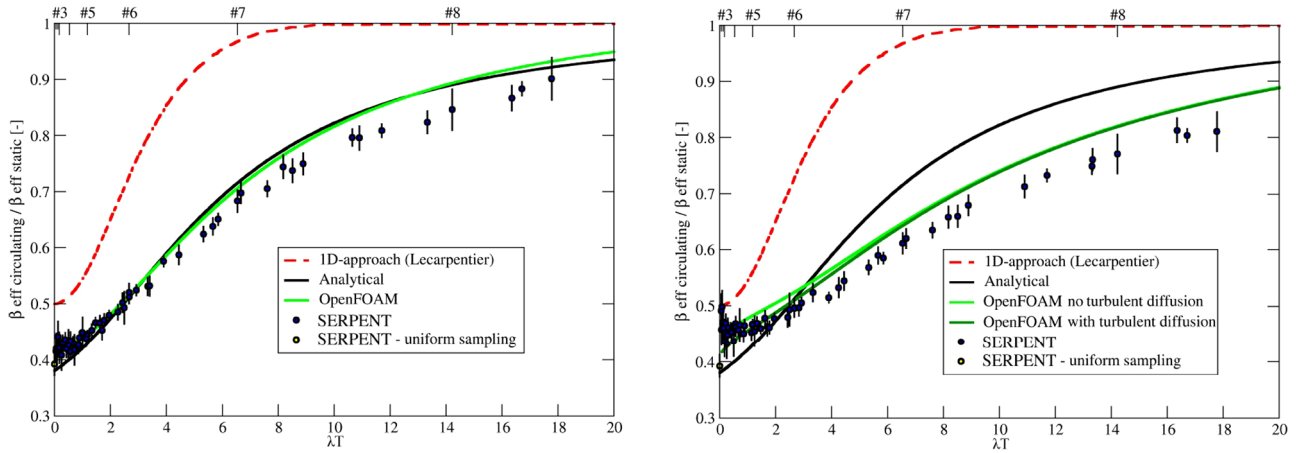 #3 #5 #6 #7 #8
1
0.9
0.8
0.7
0.6
0.5
0.4
0.3
β eff circulating / β eff static [-]
1D-approach (Lecarpentier)
Analytical
OpenFOAM
SERPENT
SERPENT - uniform sampling
0 2 4 6 8 10 12 14 16 18 20
λT
#3 #5 #6 #7 #8
1
0.9
0.8
0.7
0.6
0.5
0.4
0.3
β eff circulating / β eff static [-]
1D-approach (Lecarpentier)
Analytical
OpenFOAM no turbulent diffusion
OpenFOAM with turbulent diffusion
SERPENT
SERPENT - uniform sampling
0 2 4 6 8 10 12 14 16 18 20
λT